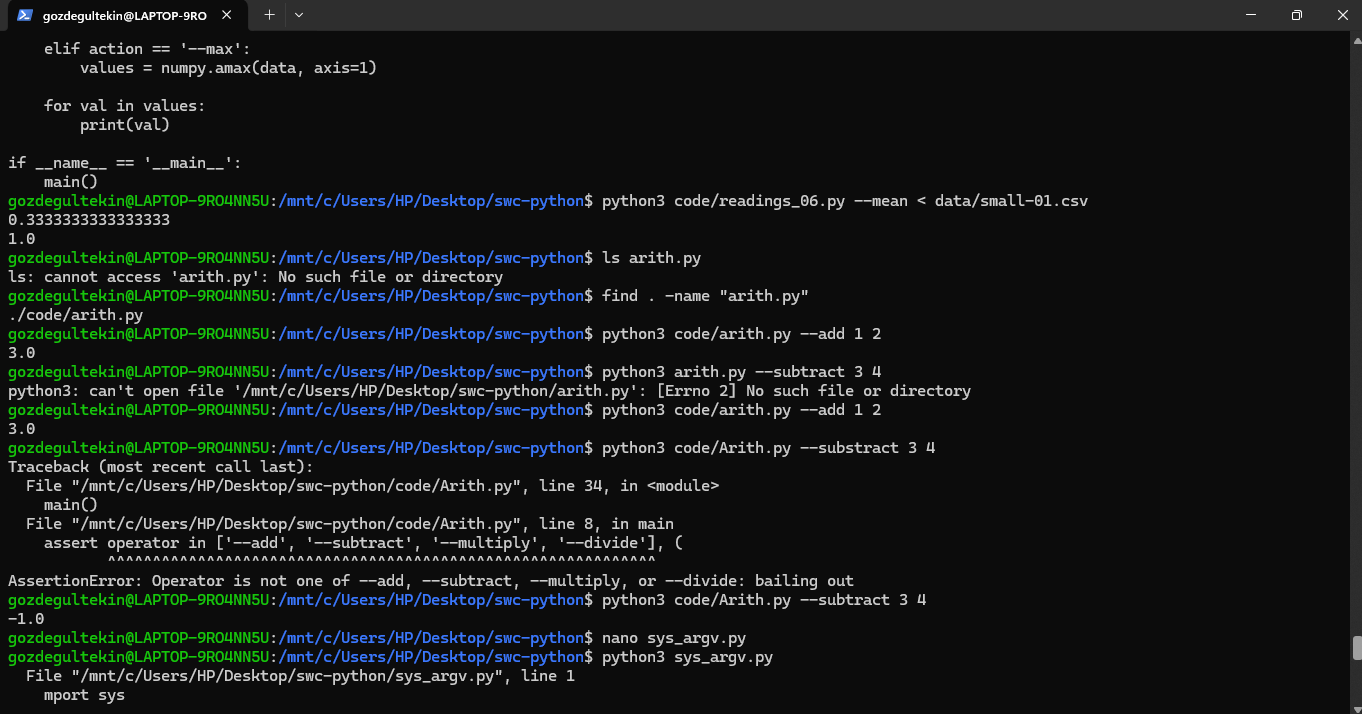 gozdegultekin@LAPTOP-9RO
    elif action == '--max':
        values = numpy.amax(data, axis=1)
    for val in values:
        print(val)
if __name__ == '__main__':
    main()
gozdegultekin@LAPTOP-9RO4NN5U:/mnt/c/Users/HP/Desktop/swc-python$ python3 code/readings_06.py --mean < data/small-01.csv
0.3333333333333333
1.0
gozdegultekin@LAPTOP-9RO4NN5U:/mnt/c/Users/HP/Desktop/swc-python$ ls arith.py
ls: cannot access 'arith.py': No such file or directory
gozdegultekin@LAPTOP-9RO4NN5U:/mnt/c/Users/HP/Desktop/swc-python$ find . -name "arith.py"
./code/arith.py
gozdegultekin@LAPTOP-9RO4NN5U:/mnt/c/Users/HP/Desktop/swc-python$ python3 code/arith.py --add 1 2
3.0
gozdegultekin@LAPTOP-9RO4NN5U:/mnt/c/Users/HP/Desktop/swc-python$ python3 arith.py --subtract 3 4
python3: can't open file '/mnt/c/Users/HP/Desktop/swc-python/arith.py': [Errno 2] No such file or directory
gozdegultekin@LAPTOP-9RO4NN5U:/mnt/c/Users/HP/Desktop/swc-python$ python3 code/arith.py --add 1 2
3.0
gozdegultekin@LAPTOP-9RO4NN5U:/mnt/c/Users/HP/Desktop/swc-python$ python3 code/Arith.py --substract 3 4
Traceback (most recent call last):
  File "/mnt/c/Users/HP/Desktop/swc-python/code/Arith.py", line 34, in <module>
    main()
  File "/mnt/c/Users/HP/Desktop/swc-python/code/Arith.py", line 8, in main
    assert operator in ['--add', '--subtract', '--multiply', '--divide'], (
           ^^^^^^^^^^^^^^^^^^^^^^^^^^^^^^^^^^^^^^^^^^^^^^^^^^^^^^^^^^^^^
AssertionError: Operator is not one of --add, --subtract, --multiply, or --divide: bailing out
gozdegultekin@LAPTOP-9RO4NN5U:/mnt/c/Users/HP/Desktop/swc-python$ python3 code/Arith.py --subtract 3 4
-1.0
gozdegultekin@LAPTOP-9RO4NN5U:/mnt/c/Users/HP/Desktop/swc-python$ nano sys_argv.py
gozdegultekin@LAPTOP-9RO4NN5U:/mnt/c/Users/HP/Desktop/swc-python$ python3 sys_argv.py
  File "/mnt/c/Users/HP/Desktop/swc-python/sys_argv.py", line 1
    mport sys